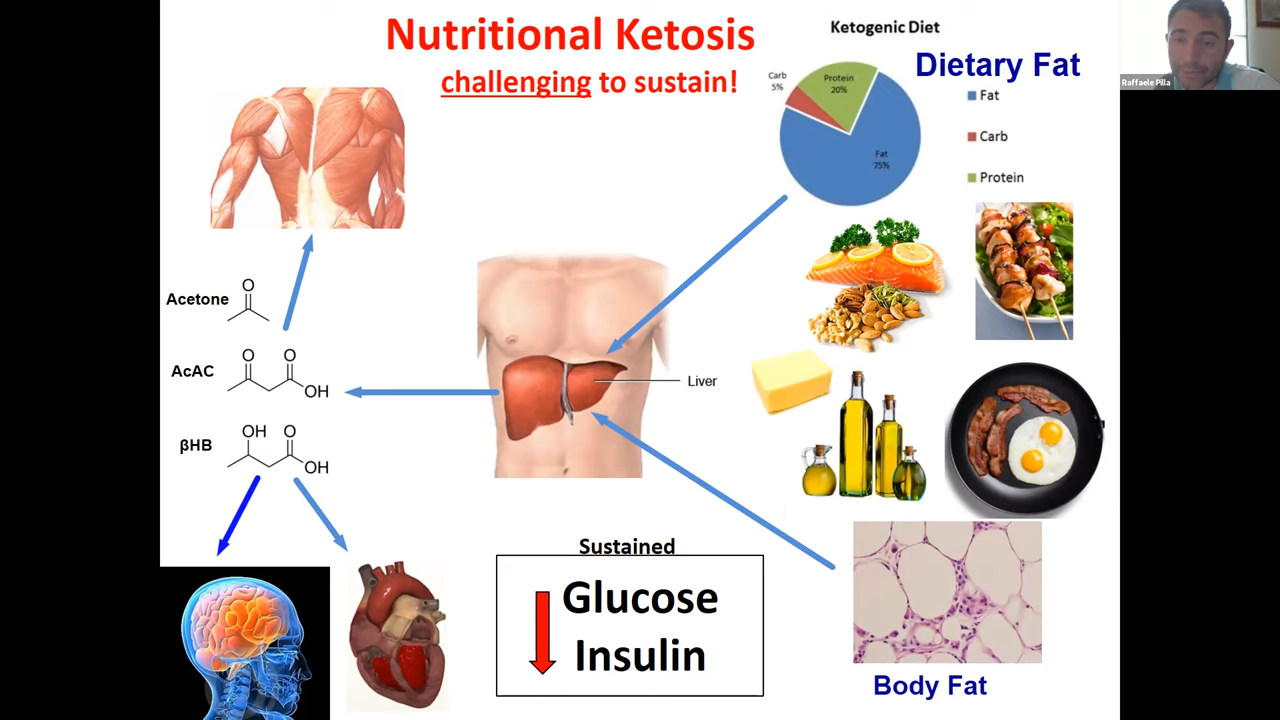 Nutritional Ketosis
challenging to sustain!
Ketogenic Diet
Dietary Fat
Raffaele Pilla
Carb
5%
Protein
20%
Fat
75%
Fat
Carb
Protein
Acetone
O
AcAC
O
O
OH
βHB
OH
O
OH
Liver
Sustained
Glucose
Insulin
Body Fat